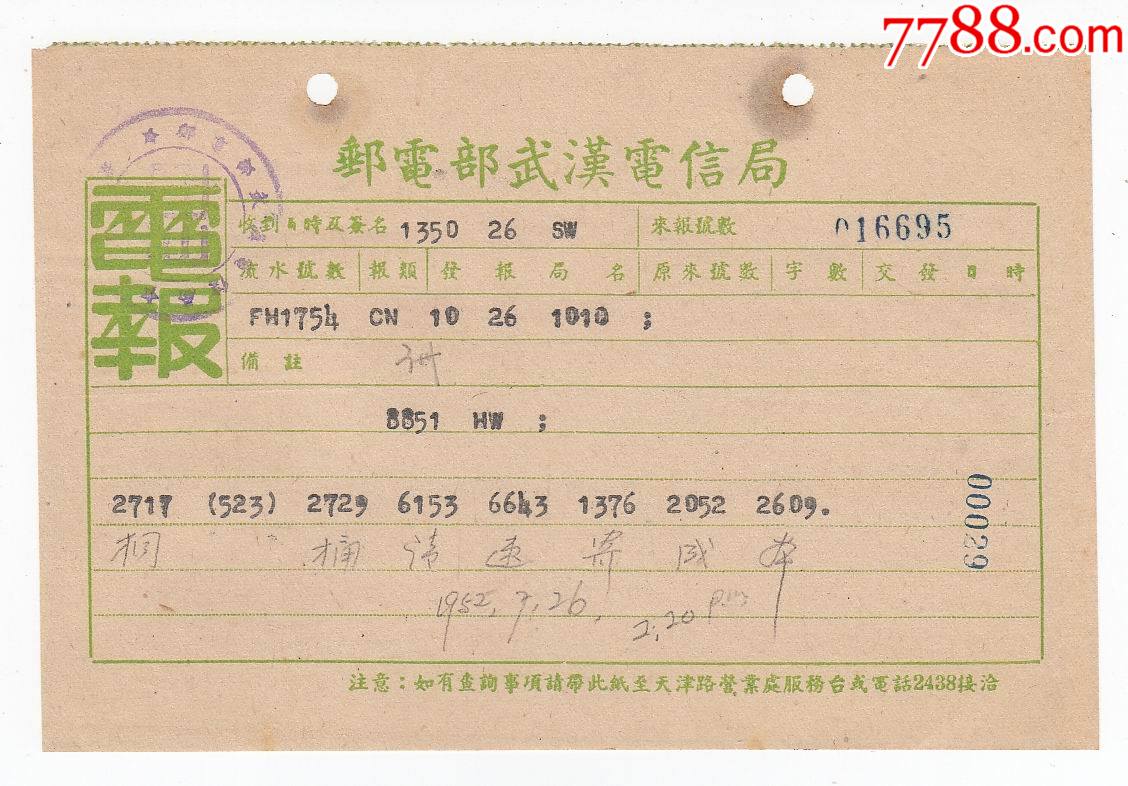 7788.com
郵電部武漢電信局
電報
收到日時及簽名 1350 26 SW 來報號數 016695
流水號數 報類 發報局名 原來號數 字數 交發日時
FH1754 CN 10 26 1010 ;
備註
8851 HW ;
2717 (523) 2729 6153 6643 1376 2052 2609.
桐 桶 请 速 寄 成 本
00029
1952.7.26. 2:20 p.m.
注意：如有查詢事項請帶此紙至天津路營業處服務台或電話2438接洽